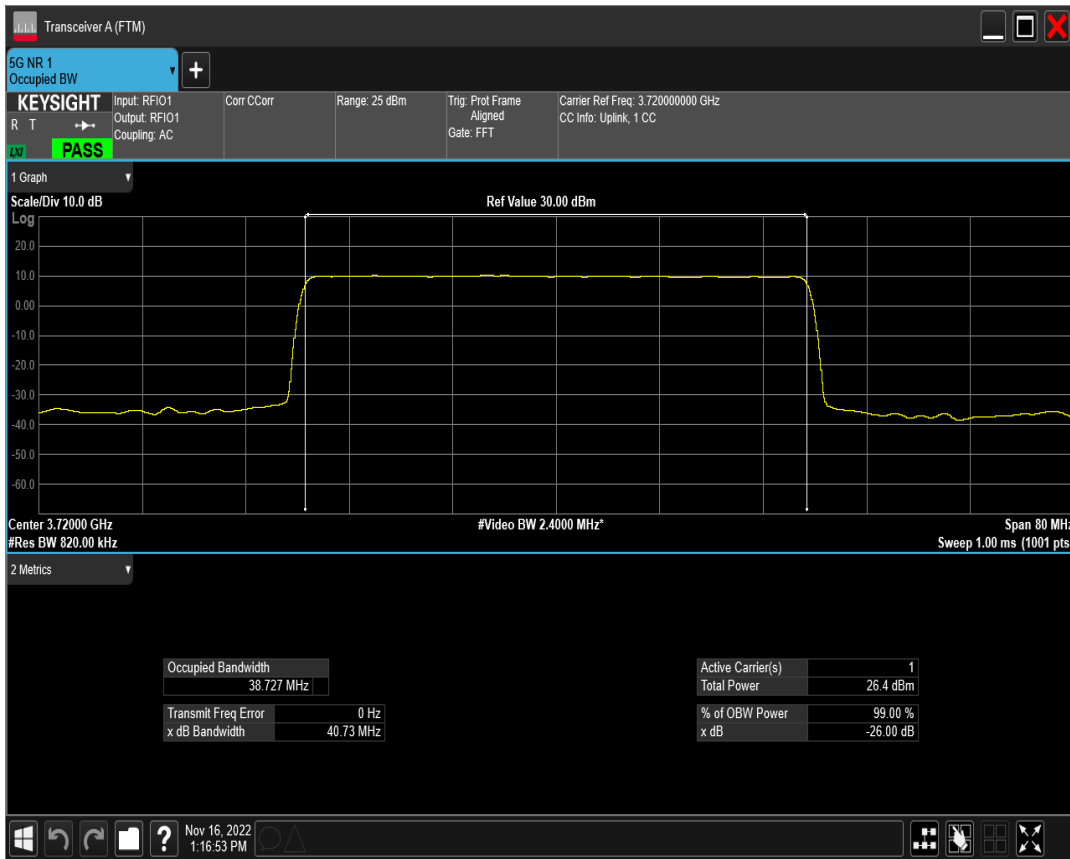 Transceiver A (FTM)
5G NR 1
Occupied BW
+
KEYSIGHT
R T
LXI
PASS
Input: RFIO1
Output: RFIO1
Coupling: AC
Corr CCorr
Range: 25 dBm
Trig: Prot Frame
Aligned
Gate: FFT
Carrier Ref Freq: 3.720000000 GHz
CC Info: Uplink, 1 CC
1 Graph
Scale/Div 10.0 dB
Ref Value 30.00 dBm
Log
20.0
10.0
0.00
-10.0
-20.0
-30.0
-40.0
-50.0
-60.0
Center 3.72000 GHz
#Video BW 2.4000 MHz*
Span 80 MHz
#Res BW 820.00 kHz
Sweep 1.00 ms (1001 pts
2 Metrics
Occupied Bandwidth
38.727 MHz
Transmit Freq Error 0 Hz
x dB Bandwidth 40.73 MHz
Active Carrier(s) 1
Total Power 26.4 dBm
% of OBW Power 99.00 %
x dB -26.00 dB
?
Nov 16, 2022
1:16:53 PM